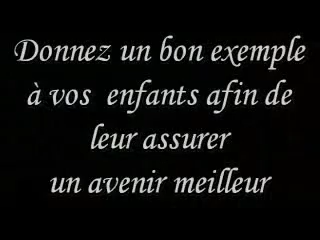 Donnez un bon exemple
à vos enfants afin de
leur assurer
un avenir meilleur